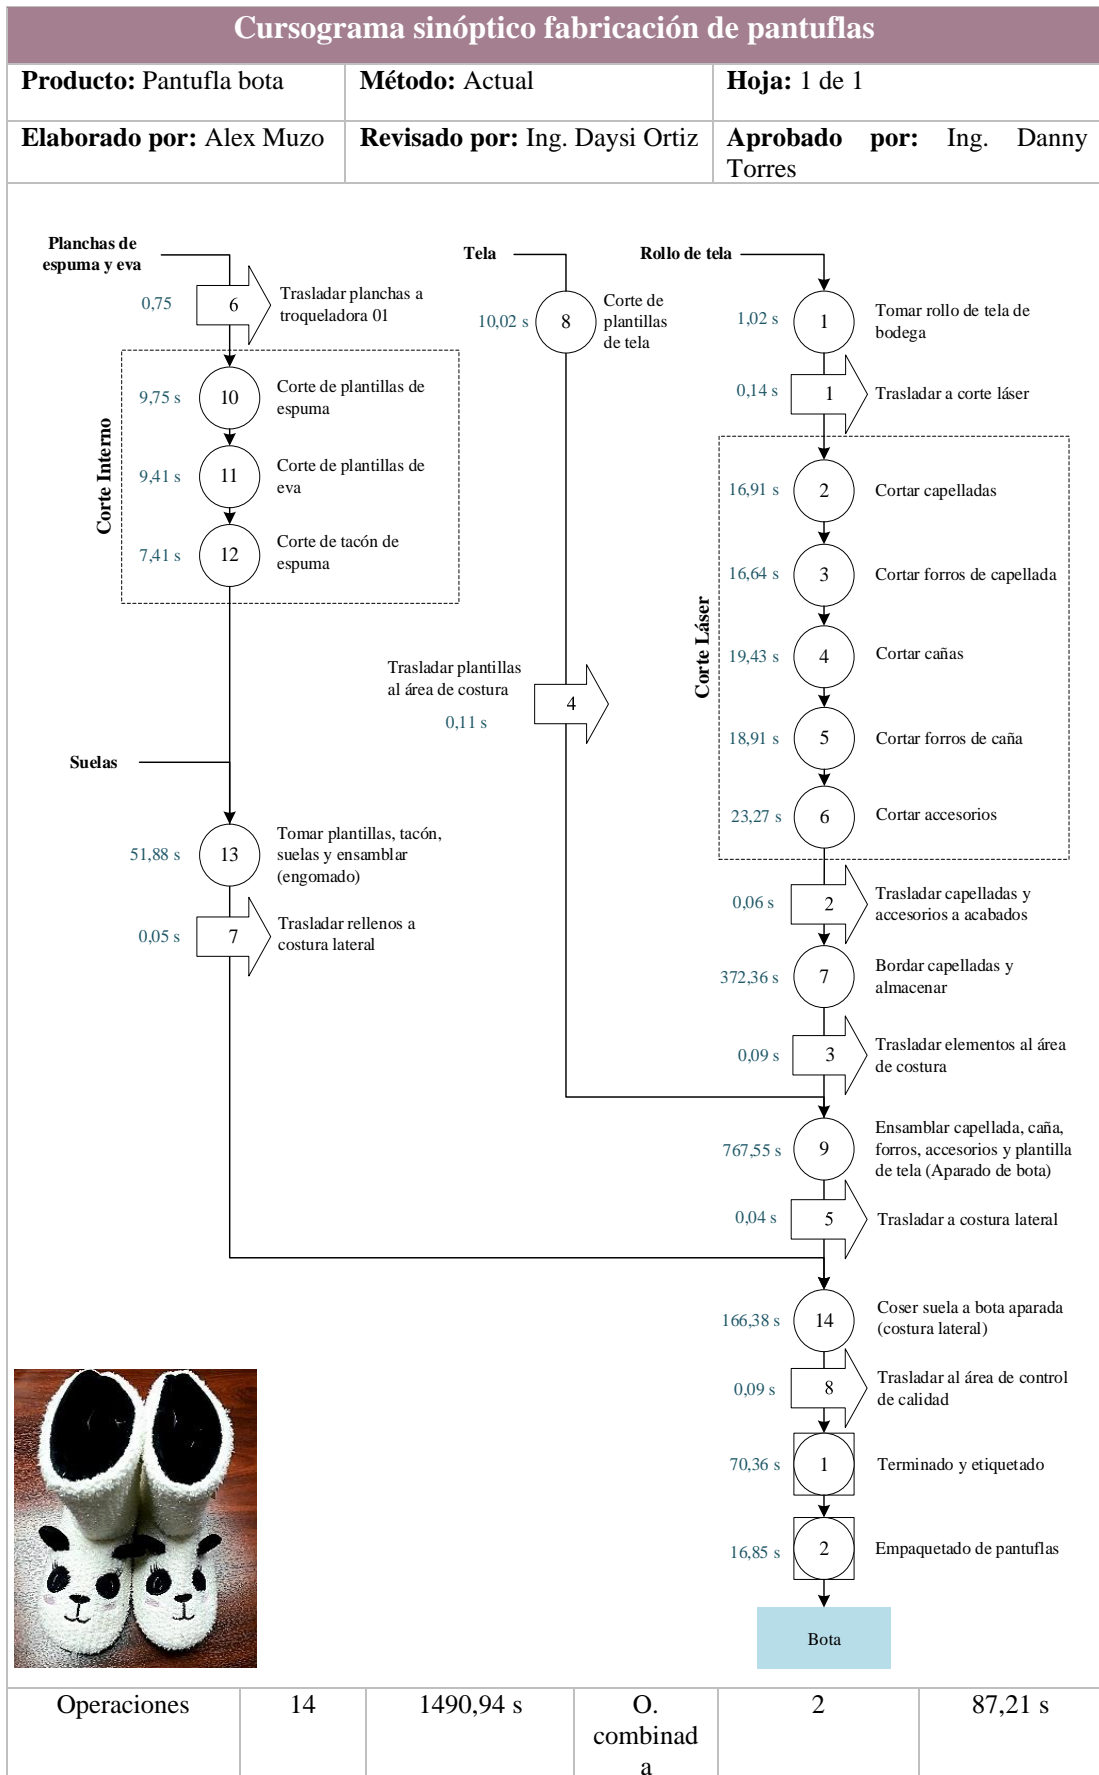 Cursograma sinóptico fabricación de pantuflas
Producto: Pantufla bota
Método: Actual
Hoja: 1 de 1
Elaborado por: Alex Muzo
Revisado por: Ing. Daysi Ortiz
Aprobado por: Ing. Danny
Torres
Planchas de
espuma y eva
0,75
6
Trasladar planchas a
troqueladora 01
Corte Interno
9,75 s
10
Corte de plantillas de
espuma
9,41 s
11
Corte de plantillas de
eva
7,41 s
12
Corte de tacón de
espuma
Suelas
51,88 s
13
Tomar plantillas, tacón,
suelas y ensamblar
(engomado)
0,05 s
7
Trasladar rellenos a
costura lateral
Tela
10,02 s
8
Corte de
plantillas
de tela
Trasladar plantillas
al área de costura
0,11 s
4
Rollo de tela
1,02 s
1
Tomar rollo de tela de
bodega
0,14 s
1
Trasladar a corte láser
Corte Láser
16,91 s
2
Cortar capelladas
16,64 s
3
Cortar forros de capellada
19,43 s
4
Cortar cañas
18,91 s
5
Cortar forros de caña
23,27 s
6
Cortar accesorios
0,06 s
2
Trasladar capelladas y
accesorios a acabados
372,36 s
7
Bordar capelladas y
almacenar
0,09 s
3
Trasladar elementos al área
de costura
767,55 s
9
Ensamblar capellada, caña,
forros, accesorios y plantilla
de tela (Aparado de bota)
0,04 s
5
Trasladar a costura lateral
166,38 s
14
Coser suela a bota aparada
(costura lateral)
0,09 s
8
Trasladar al área de control
de calidad
70,36 s
1
Terminado y etiquetado
16,85 s
2
Empaquetado de pantuflas
Bota
Operaciones
14
1490,94 s
O.
combinad
a
2
87,21 s